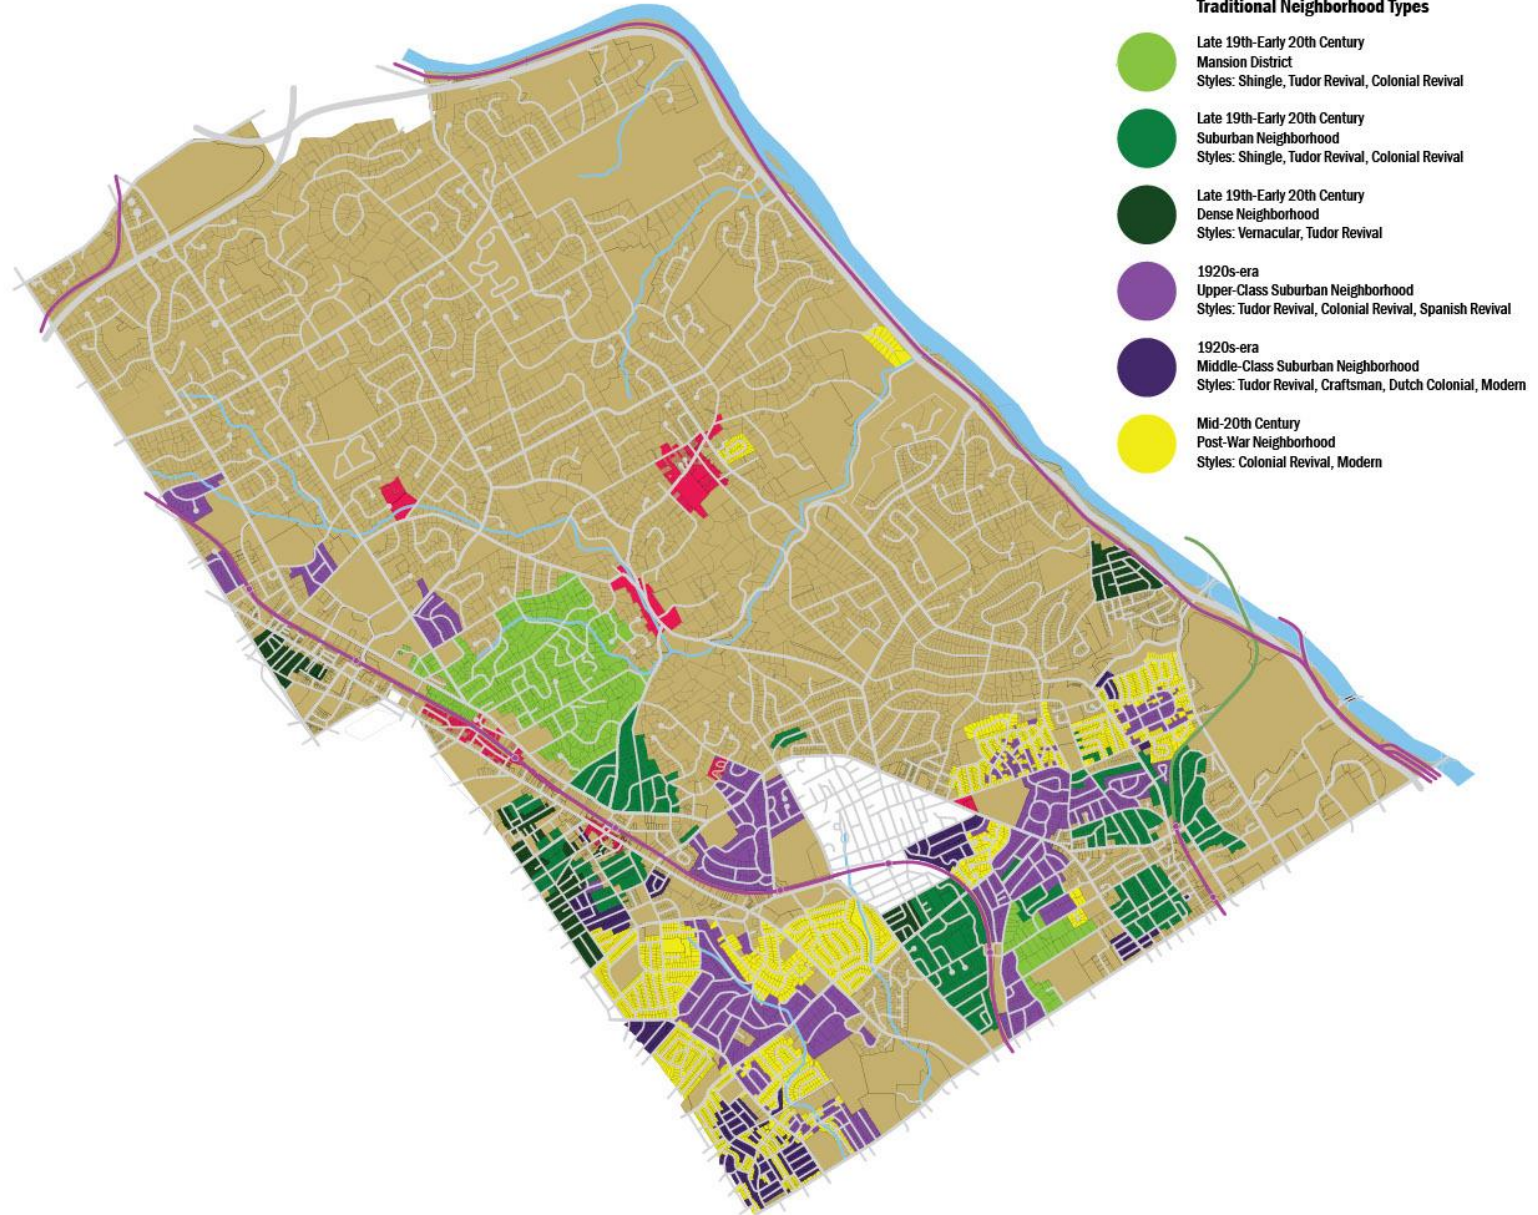 Traditional Neighborhood Types
Late 19th-Early 20th Century
Mansion District
Styles: Shingle, Tudor Revival, Colonial Revival
Late 19th-Early 20th Century
Suburban Neighborhood
Styles: Shingle, Tudor Revival, Colonial Revival
Late 19th-Early 20th Century
Dense Neighborhood
Styles: Vernacular, Tudor Revival
1920s-era
Upper-Class Suburban Neighborhood
Styles: Tudor Revival, Colonial Revival, Spanish Revival
1920s-era
Middle-Class Suburban Neighborhood
Styles: Tudor Revival, Craftsman, Dutch Colonial, Modern
Mid-20th Century
Post-War Neighborhood
Styles: Colonial Revival, Modern